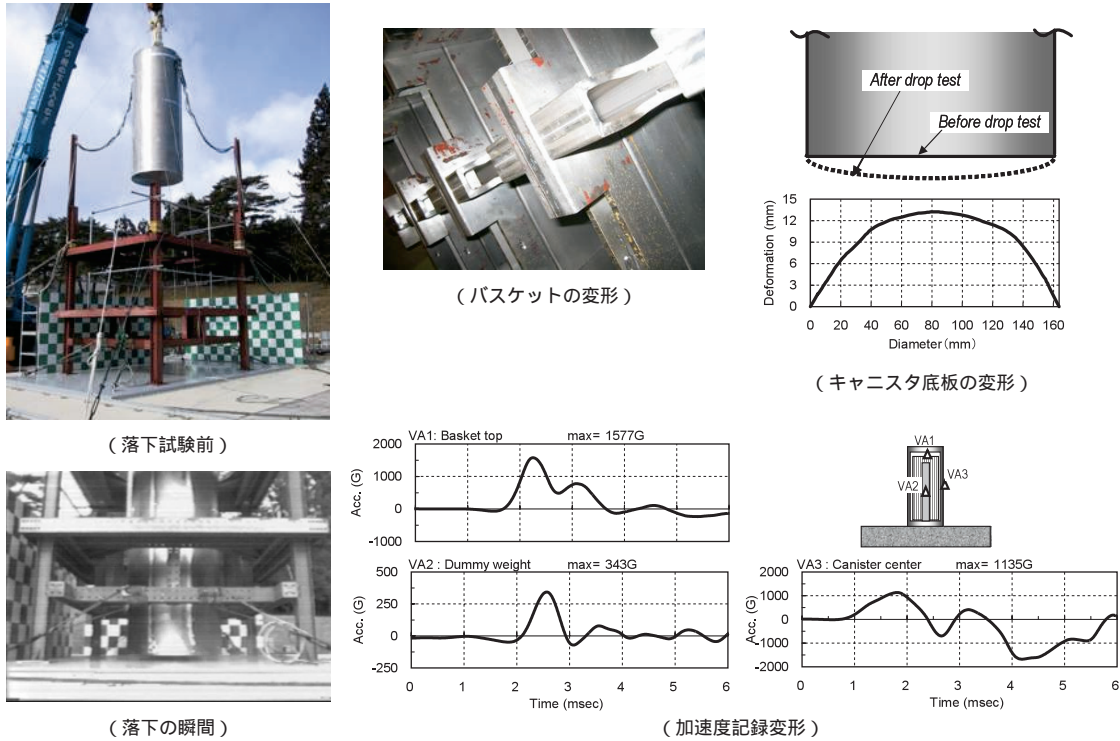 （落下試験前）
（落下の瞬間）
（バスケットの変形）
After drop test
Before drop test
Deformation (mm)
15
12
9
6
3
0
0 20 40 60 80 100 120 140 160
Diameter (mm)
（キャニスタ底板の変形）
VA1: Basket top max= 1577G
Acc. (G)
2000
1000
0
-1000
VA2 : Dummy weight max= 343G
Acc. (G)
500
250
0
-250
0 1 2 3 4 5 6
Time (msec)
VA1
VA2
VA3
VA3 : Canister center max= 1135G
Acc. (G)
2000
1000
0
-1000
-2000
0 1 2 3 4 5 6
Time (msec)
（加速度記録変形）